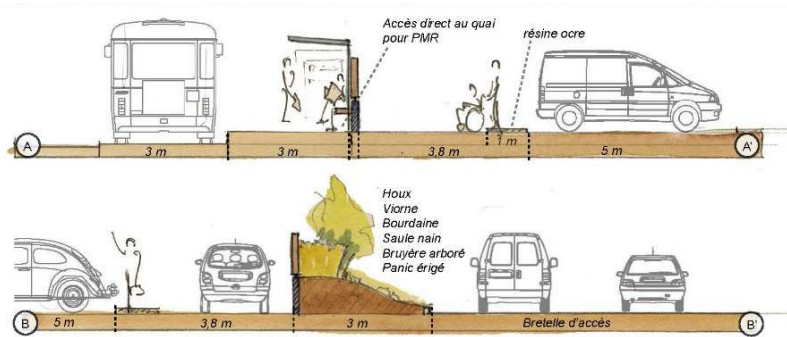 Accès direct au quai
pour PMR
résine ocre
A
3 m
3 m
3,8 m
1 m
5 m
A'
Houx
Viorne
Bourdaine
Saule nain
Bruyère arboré
Panic érigé
B
5 m
3,8 m
3 m
Bretelle d'accès
B'